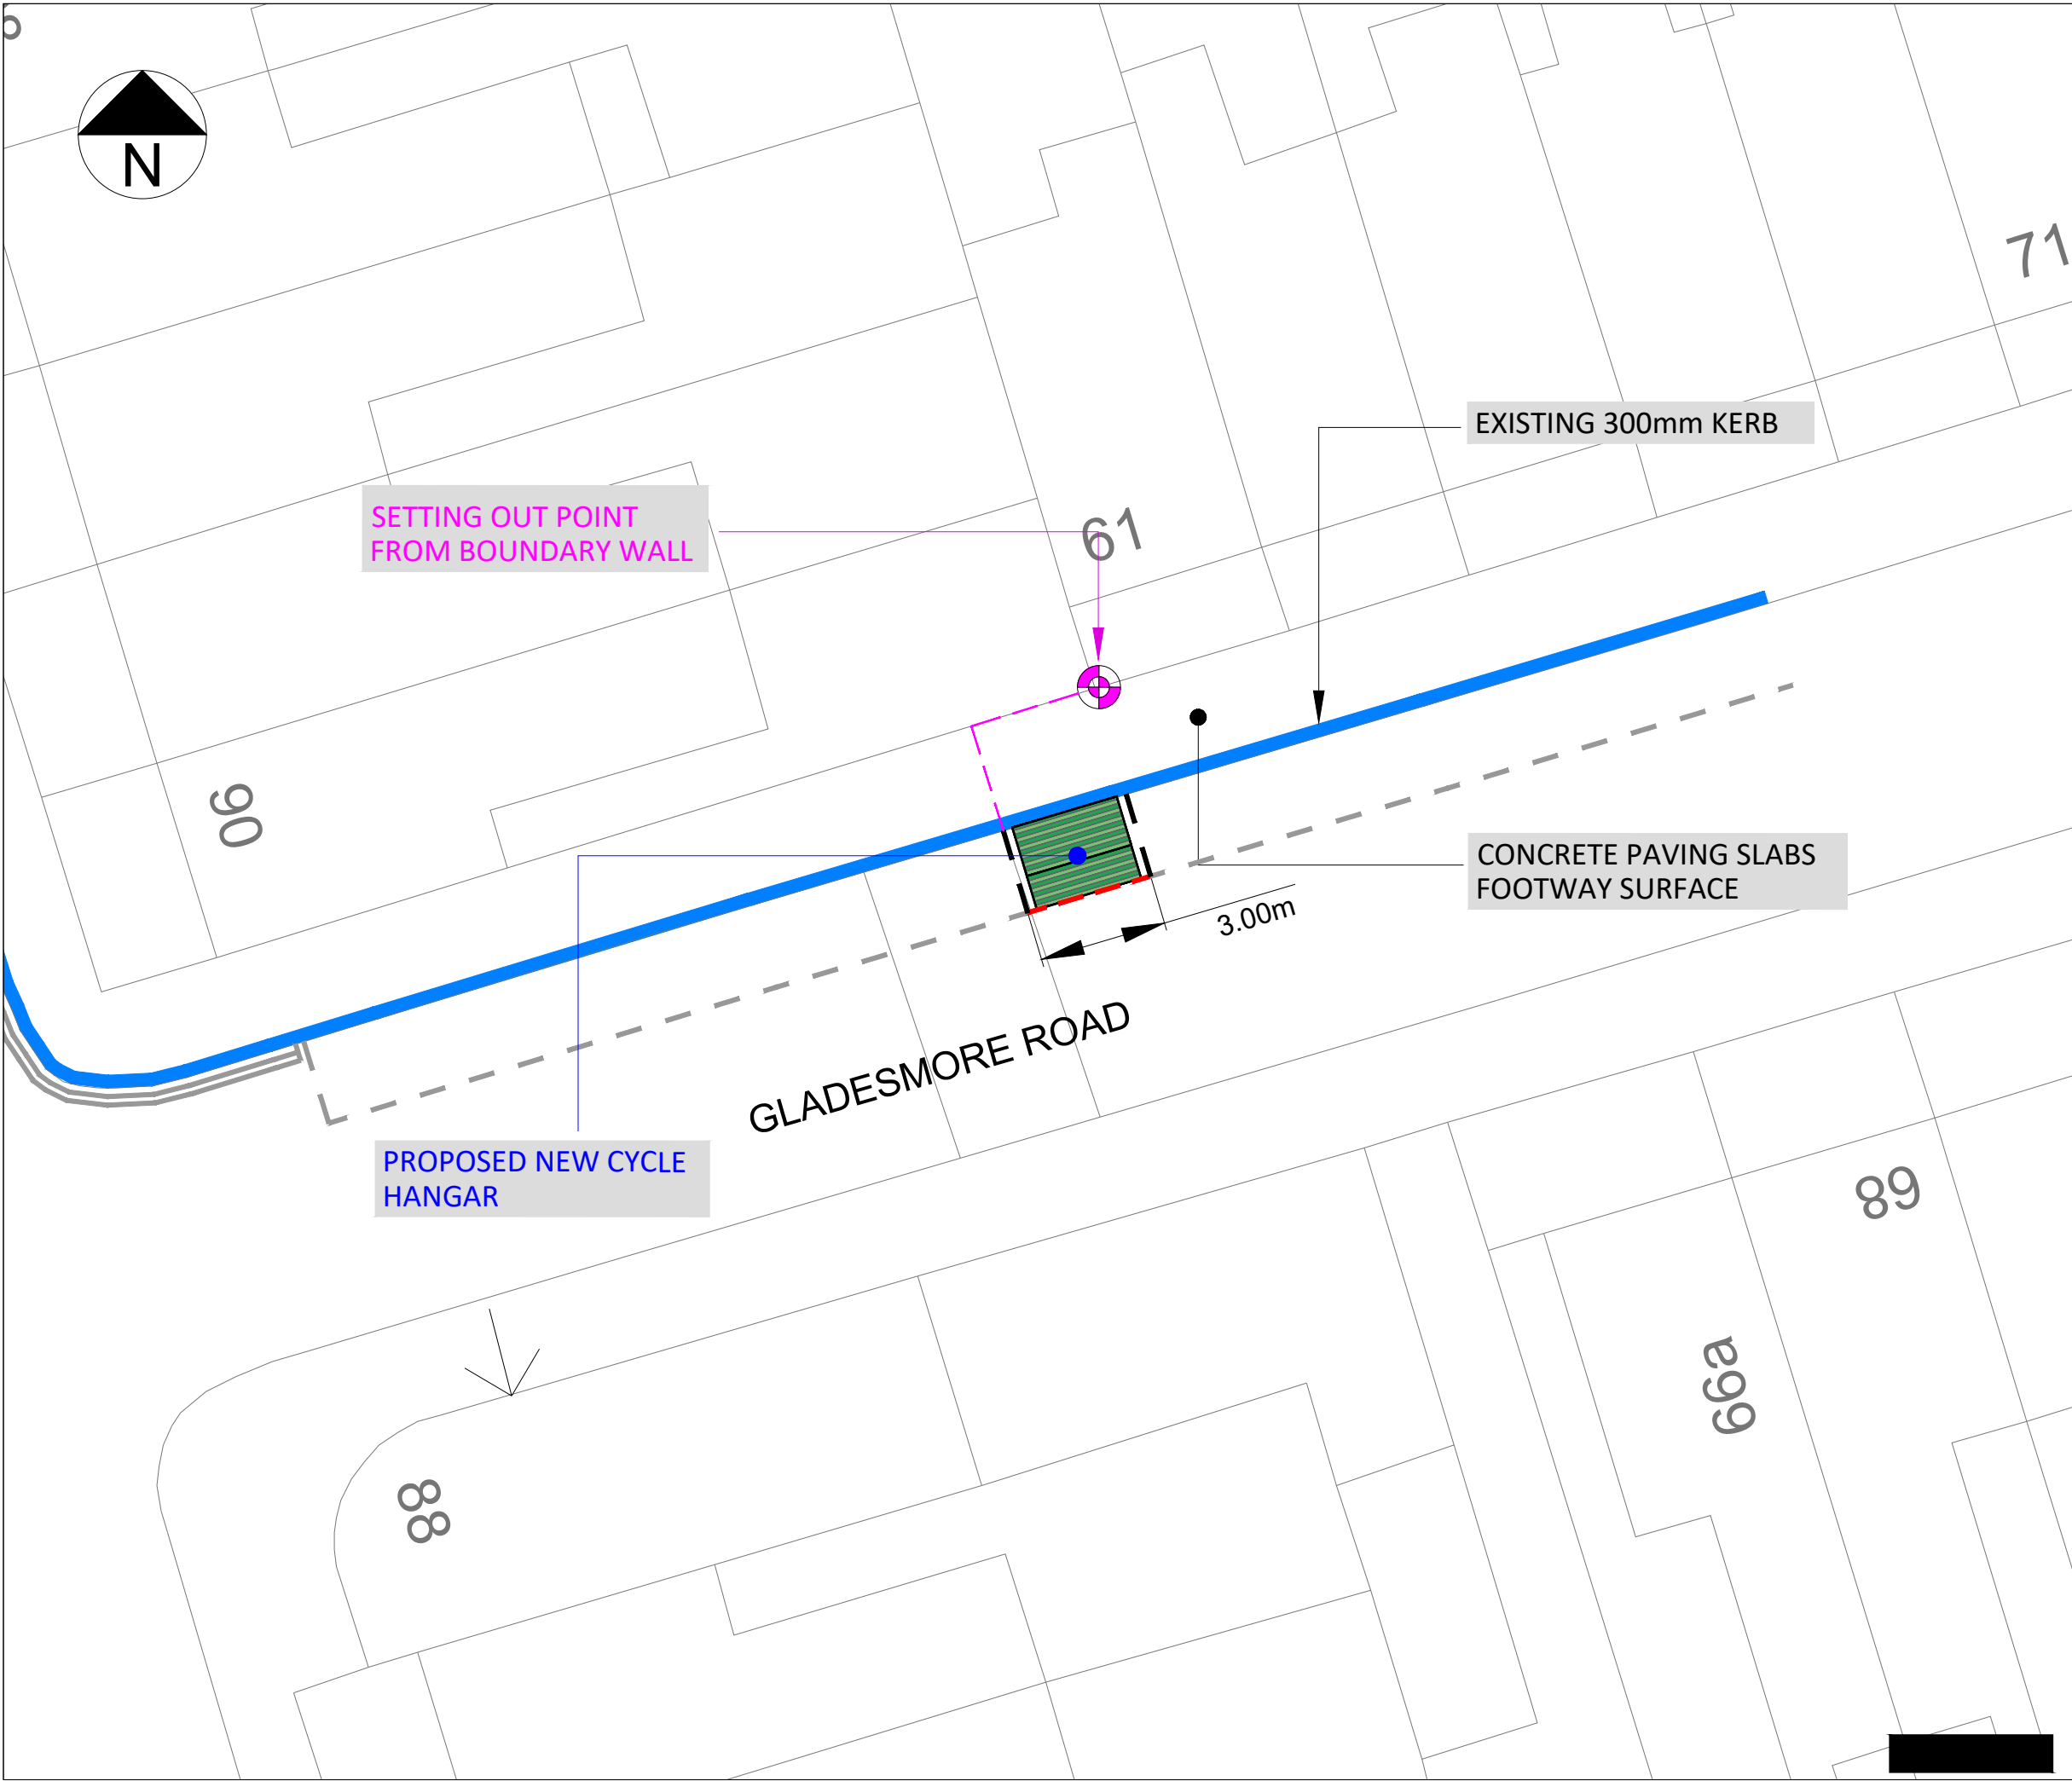 N
71
EXISTING 300mm KERB
SETTING OUT POINT
FROM BOUNDARY WALL
61
90
CONCRETE PAVING SLABS
FOOTWAY SURFACE
3.00m
GLADESMORE ROAD
PROPOSED NEW CYCLE
HANGAR
89
66a
88